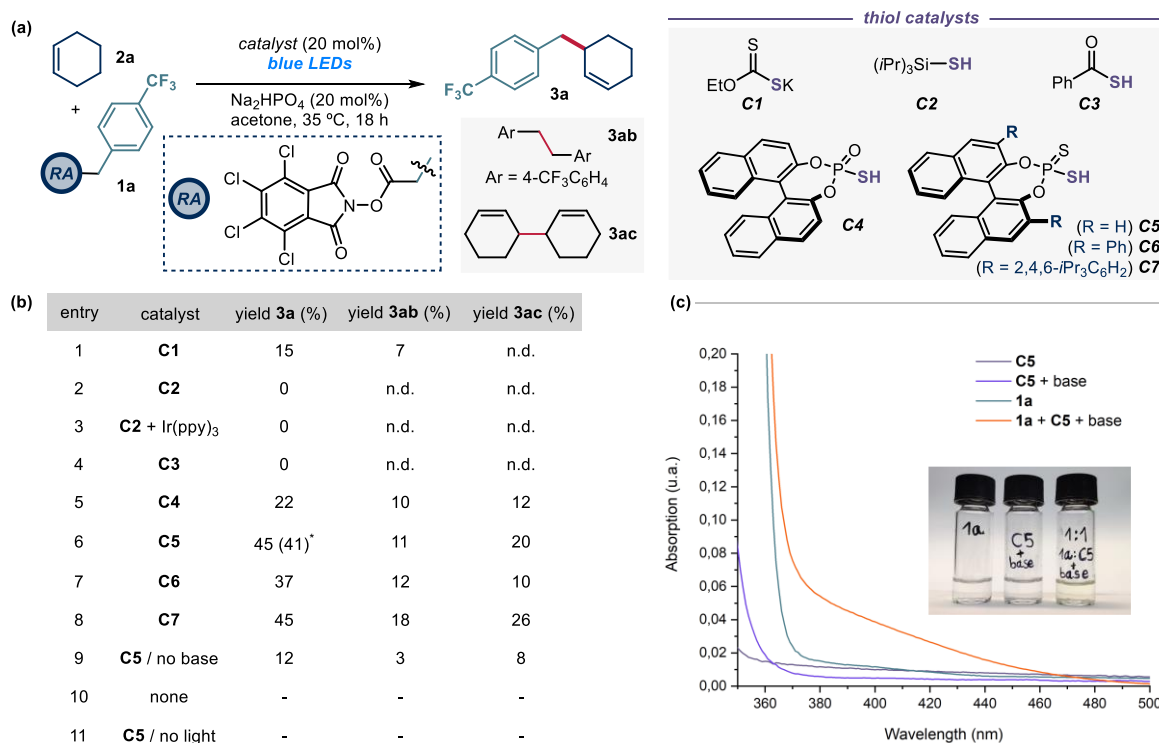 thiol catalysts
(a)
2a
+
CF3
RA
1a
catalyst (20 mol%)
blue LEDs
Na2HPO4 (20 mol%)
acetone, 35 ºC, 18 h
RA
Cl
Cl
Cl
Cl
O
N
O
O
O
F3C
3a
3ab
Ar
Ar
Ar = 4-CF3C6H4
3ac
S
EtO
SK
C1
(iPr)3Si
SH
C2
O
Ph
SH
C3
O
P
O
O
SH
C4
R
O
P
S
O
SH
R
(R = H) C5
(R = Ph) C6
(R = 2,4,6-iPr3C6H2) C7
(b)
entry catalyst yield 3a (%) yield 3ab (%) yield 3ac (%)
1 C1 15 7 n.d.
2 C2 0 n.d. n.d.
3 C2 + Ir(ppy)3 0 n.d. n.d.
4 C3 0 n.d. n.d.
5 C4 22 10 12
6 C5 45 (41)* 11 20
7 C6 37 12 10
8 C7 45 18 26
9 C5 / no base 12 3 8
10 none - - -
11 C5 / no light - - -
(c)
0,20
0,18
0,16
0,14
0,12
0,10
0,08
0,06
0,04
0,02
0,00
Absorption (u.a.)
360 380 400 420 440 460 480 500
Wavelength (nm)
C5
C5 + base
1a
1a + C5 + base
1a
C5
+
base
1:1
1a:C5
+
base